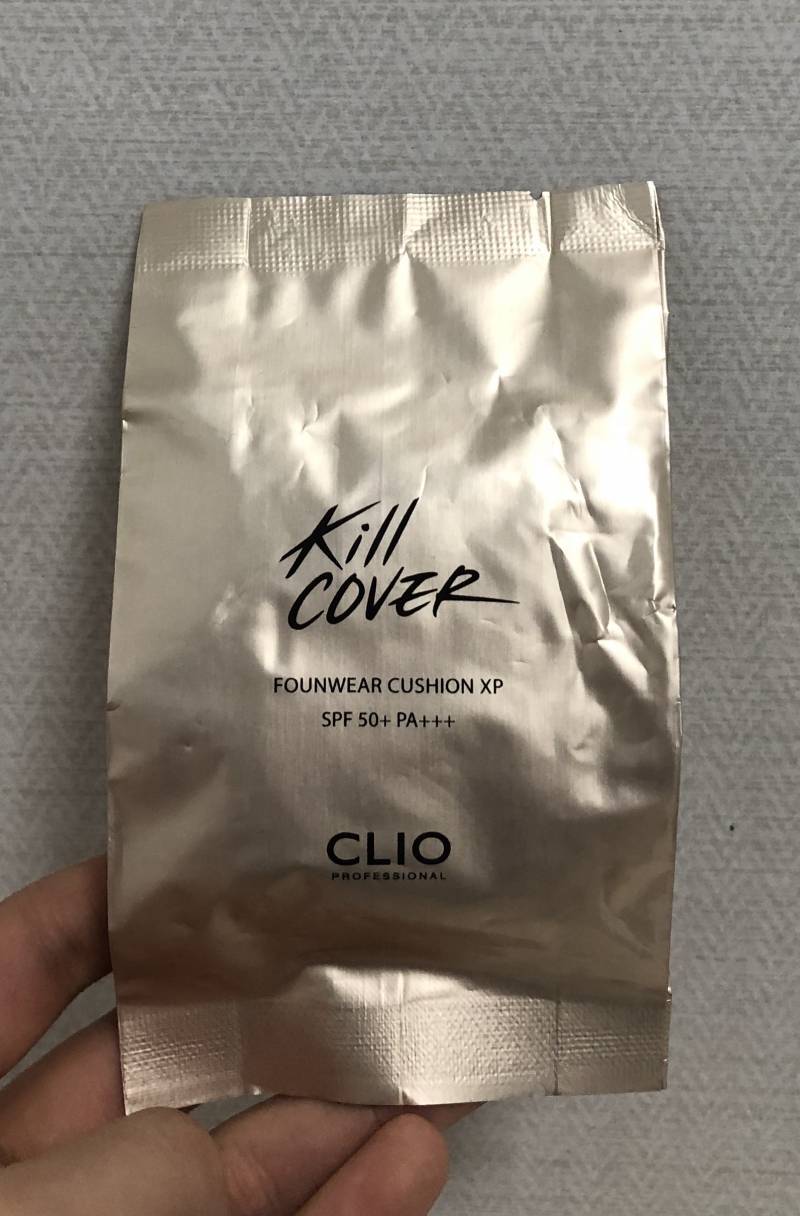 Kill
COVER
FOUNWEAR CUSHION XP
SPF 50+ PA+++
CLIO
PROFESSIONAL